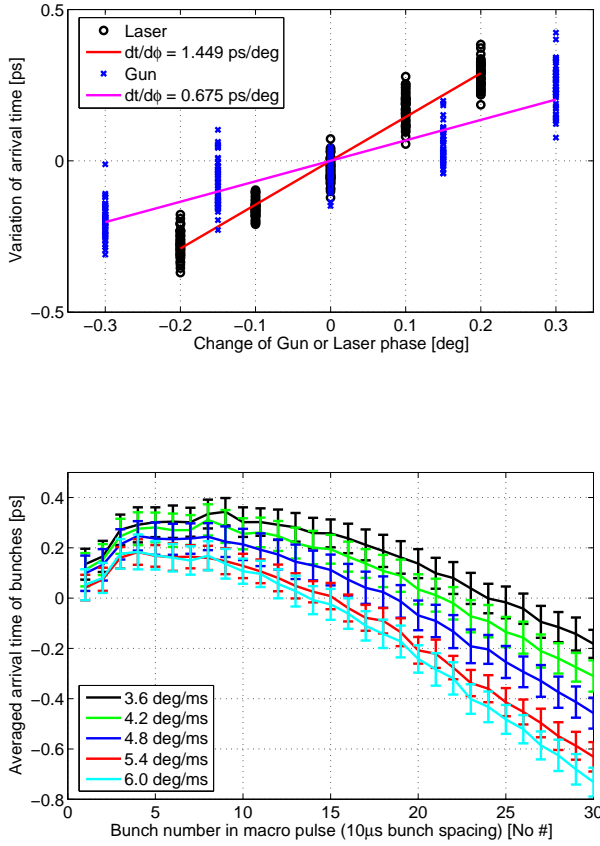 Variation of arrival time [ps]
0.5
0
−0.5
Laser
dt/dϕ = 1.449 ps/deg
Gun
dt/dϕ = 0.675 ps/deg
−0.3 −0.2 −0.1 0 0.1 0.2 0.3
Change of Gun or Laser phase [deg]
Averaged arrival time of bunches [ps]
0.4
0.2
0
−0.2
−0.4
−0.6
−0.8
3.6 deg/ms
4.2 deg/ms
4.8 deg/ms
5.4 deg/ms
6.0 deg/ms
0 5 10 15 20 25 30
Bunch number in macro pulse (10μs bunch spacing) [No #]